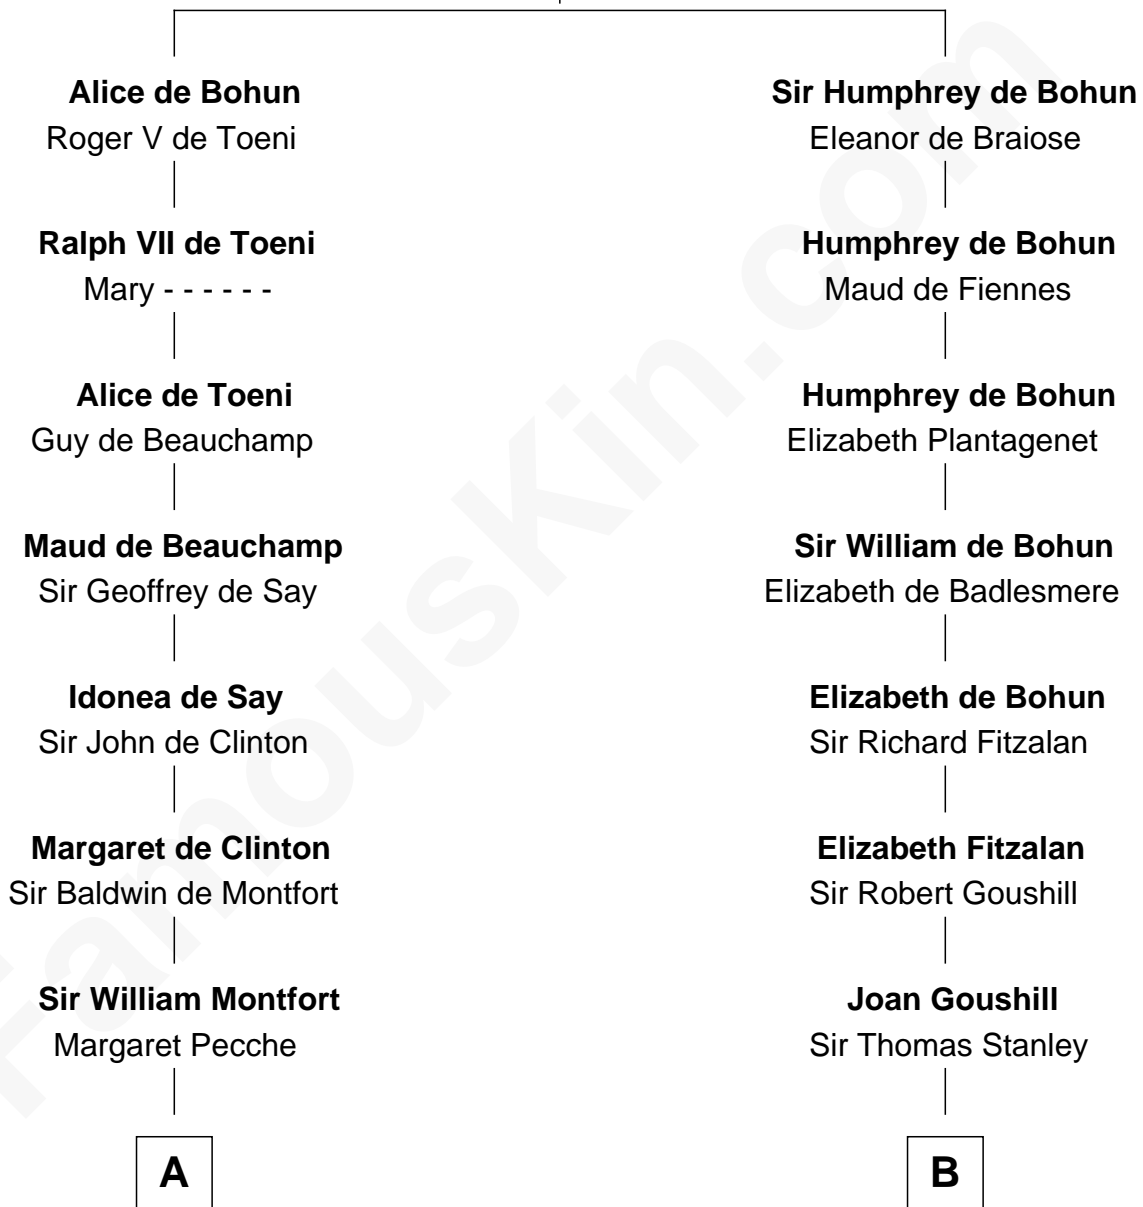 Alice de Bohun
Roger V de Toeni
Ralph VII de Toeni
Mary - - - - - -
Alice de Toeni
Guy de Beauchamp
Maud de Beauchamp
Sir Geoffrey de Say
Idonea de Say
Sir John de Clinton
Margaret de Clinton
Sir Baldwin de Montfort
Sir William Montfort
Margaret Pecche
A
Sir Humphrey de Bohun
Eleanor de Braiose
Humphrey de Bohun
Maud de Fiennes
Humphrey de Bohun
Elizabeth Plantagenet
Sir William de Bohun
Elizabeth de Badlesmere
Elizabeth de Bohun
Sir Richard Fitzalan
Elizabeth Fitzalan
Sir Robert Goushill
Joan Goushill
Sir Thomas Stanley
B
FamousKin.com